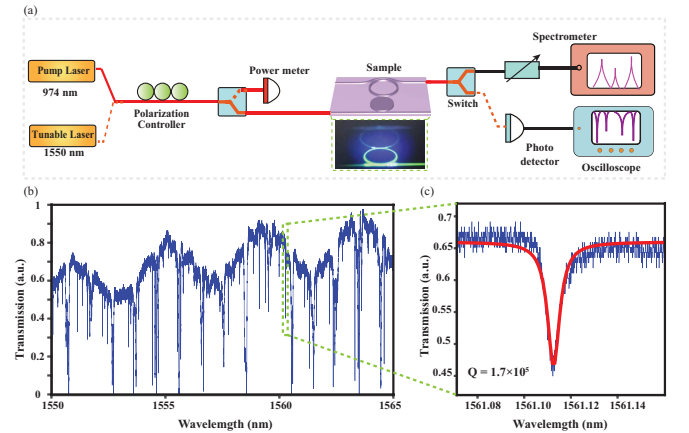 (a)
Pump Laser
974 nm
Tunable Laser
1550 nm
Polarization
Controller
Power meter
Sample
Switch
Spectrometer
Photo
detector
Oscilloscope
(b)
Transmission (a.u.)
1
0.8
0.6
0.4
0.2
0
1550
1555
1560
1565
Wavelength (nm)
(c)
Transmission (a.u.)
0.7
0.65
0.6
0.55
0.5
0.45
Q = 1.7×10⁵
1561.08
1561.10
1561.12
1561.14
Wavelength (nm)